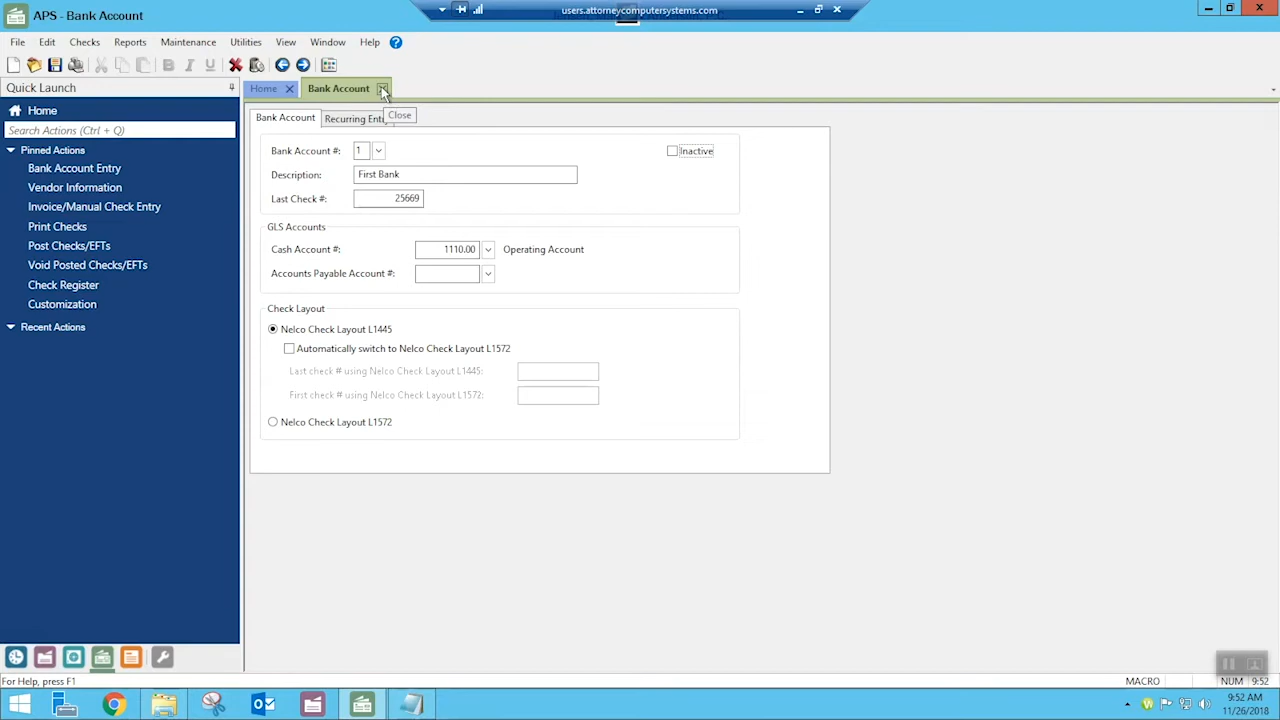 APS - Bank Account
users.attorneycomputersystems.com
File Edit Checks Reports Maintenance Utilities View Window Help
Quick Launch
Home
Bank Account
Close
Home
Search Actions (Ctrl + Q)
Pinned Actions
Bank Account Entry
Vendor Information
Invoice/Manual Check Entry
Print Checks
Post Checks/EFTs
Void Posted Checks/EFTs
Check Register
Customization
Recent Actions
Bank Account
Recurring Entry
Bank Account #: 1
Inactive
Description: First Bank
Last Check #: 25669
GLS Accounts
Cash Account #: 1110.00 Operating Account
Accounts Payable Account #:
Check Layout
Nelco Check Layout L1445
Automatically switch to Nelco Check Layout L1572
Last check # using Nelco Check Layout L1445:
First check # using Nelco Check Layout L1572:
Nelco Check Layout L1572
For Help, press F1
MACRO NUM 9:52
9:52 AM
11/26/2018